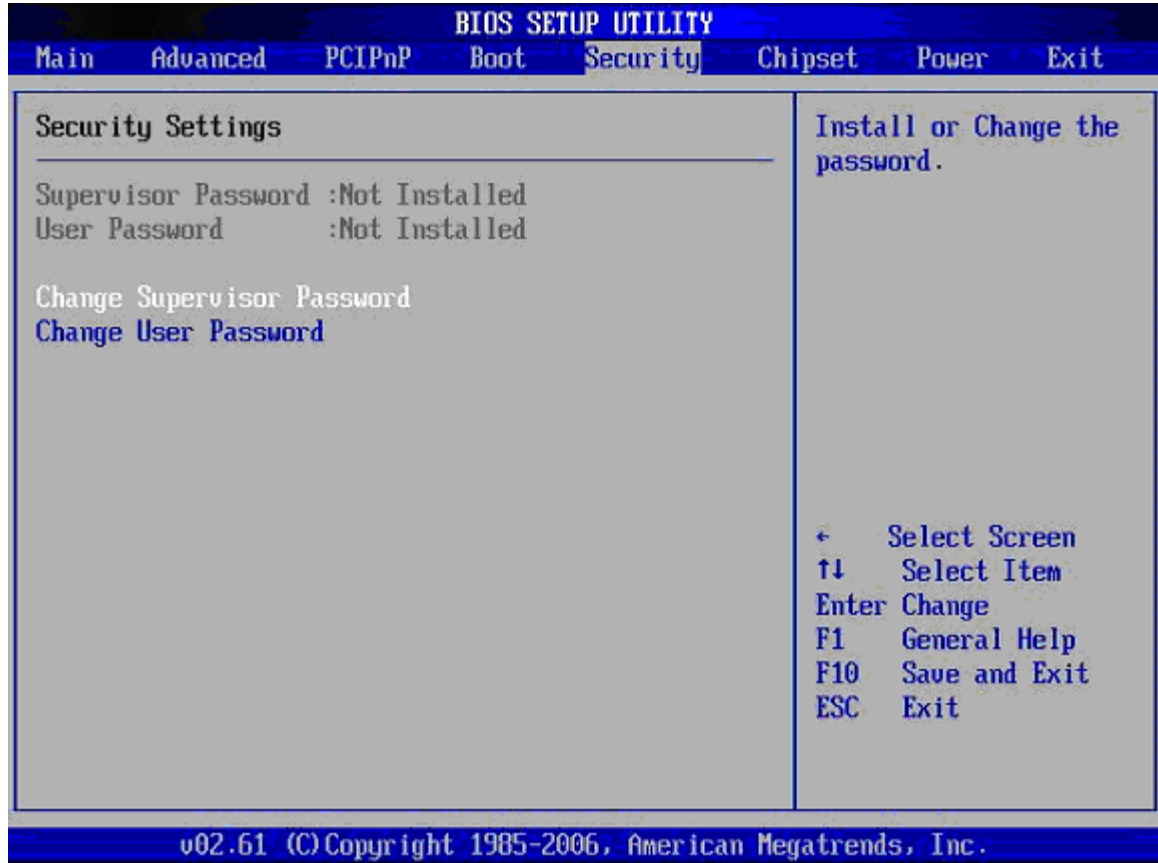 BIOS SETUP UTILITY
Main Advanced PCIPnP Boot Security Chipset Power Exit
Security Settings
Supervisor Password :Not Installed
User Password :Not Installed
Change Supervisor Password
Change User Password
Install or Change the
password.
← Select Screen
↑↓ Select Item
Enter Change
F1 General Help
F10 Save and Exit
ESC Exit
v02.61 (C)Copyright 1985-2006, American Megatrends, Inc.